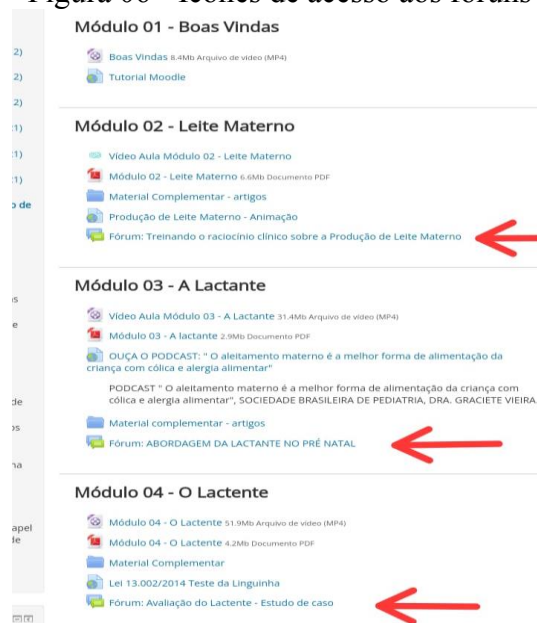 Figura 06 - Ícones de acesso aos fóruns
Módulo 01 - Boas Vindas
Boas Vindas 8.4Mb Arquivo de vídeo (MP4)
Tutorial Moodle
Módulo 02 - Leite Materno
Vídeo Aula Módulo 02 - Leite Materno
Módulo 02 - Leite Materno 6.6Mb Documento PDF
Material Complementar - artigos
Produção de Leite Materno - Animação
Fórum: Treinando o raciocínio clínico sobre a Produção de Leite Materno
Módulo 03 - A Lactante
Vídeo Aula Módulo 03 - A Lactante 31.4Mb Arquivo de vídeo (MP4)
Módulo 03 - A lactante 2.9Mb Documento PDF
OUÇA O PODCAST: " O aleitamento materno é a melhor forma de alimentação da
criança com cólica e alergia alimentar"
PODCAST " O aleitamento materno é a melhor forma de alimentação da criança com
cólica e alergia alimentar", SOCIEDADE BRASILEIRA DE PEDIATRIA, DRA. GRACIETE VIEIRA.
Material complementar - artigos
Fórum: ABORDAGEM DA LACTANTE NO PRÉ NATAL
Módulo 04 - O Lactente
Módulo 04 - O Lactente 51.9Mb Arquivo de vídeo (MP4)
Módulo 04 - O Lactente 4.2Mb Documento PDF
Material Complementar
Lei 13.002/2014 Teste da Linguinha
Fórum: Avaliação do Lactente - Estudo de caso